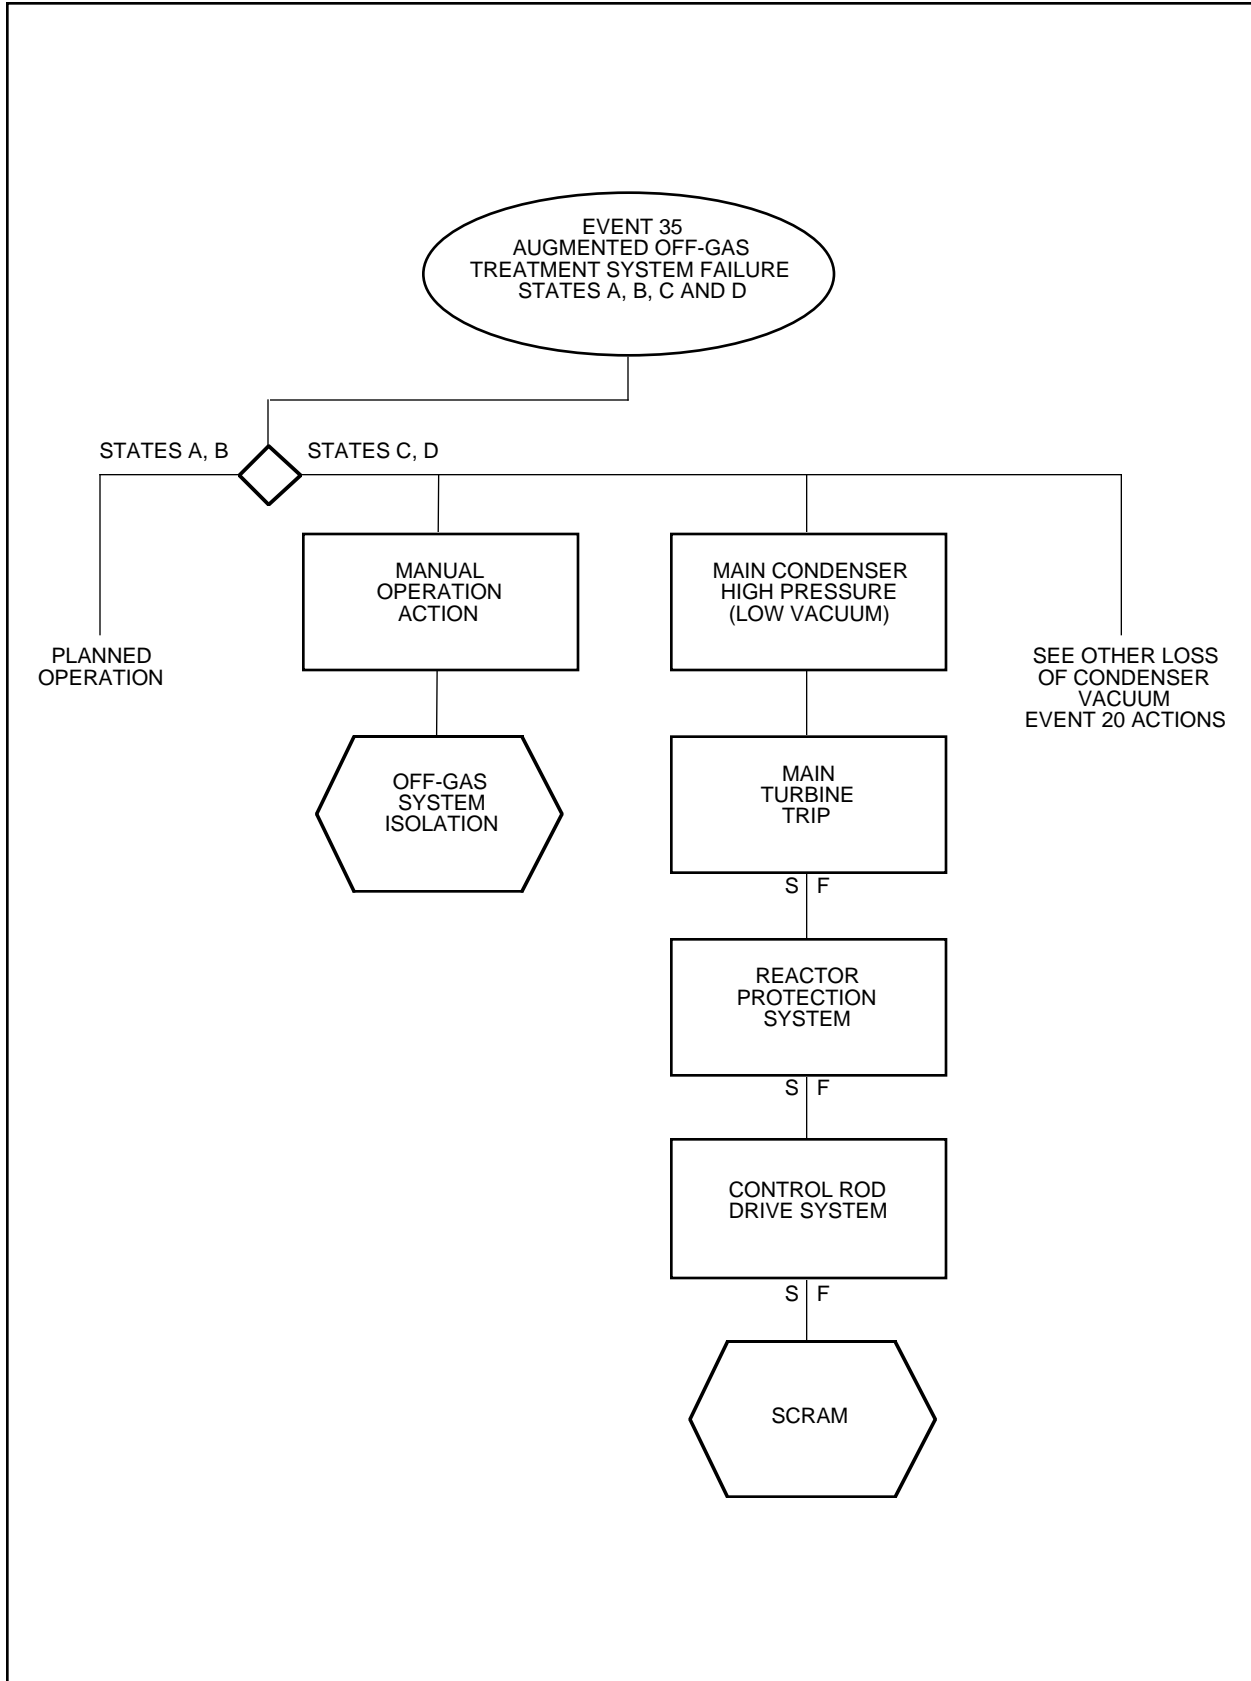 EVENT 35
AUGMENTED OFF-GAS
TREATMENT SYSTEM FAILURE
STATES A, B, C AND D
STATES A, B
STATES C, D
PLANNED
OPERATION
MANUAL
OPERATION
ACTION
OFF-GAS
SYSTEM
ISOLATION
MAIN CONDENSER
HIGH PRESSURE
(LOW VACUUM)
MAIN
TURBINE
TRIP
S F
REACTOR
PROTECTION
SYSTEM
S F
CONTROL ROD
DRIVE SYSTEM
S F
SCRAM
SEE OTHER LOSS
OF CONDENSER
VACUUM
EVENT 20 ACTIONS